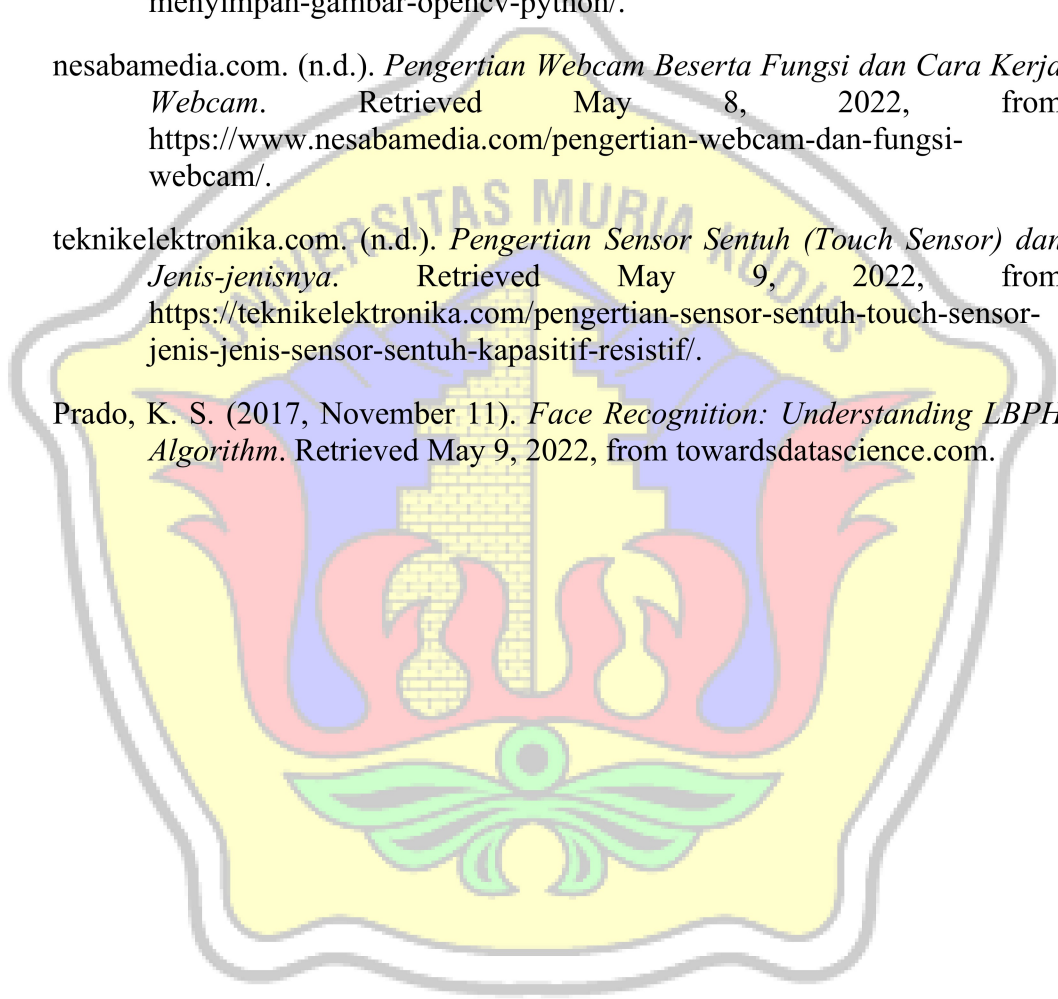 menyimpan-gambar-opencv-python/.
nesabamedia.com. (n.d.). Pengertian Webcam Beserta Fungsi dan Cara Kerja
Webcam. Retrieved May 8, 2022, from
https://www.nesabamedia.com/pengertian-webcam-dan-fungsi-
webcam/.
UNIVERSITAS MURIA KUDUS
teknikelektronika.com. (n.d.). Pengertian Sensor Sentuh (Touch Sensor) dan
Jenis-jenisnya. Retrieved May 9, 2022, from
https://teknikelektronika.com/pengertian-sensor-sentuh-touch-sensor-
jenis-jenis-sensor-sentuh-kapasitif-resistif/.
Prado, K. S. (2017, November 11). Face Recognition: Understanding LBPH
Algorithm. Retrieved May 9, 2022, from towardsdatascience.com.